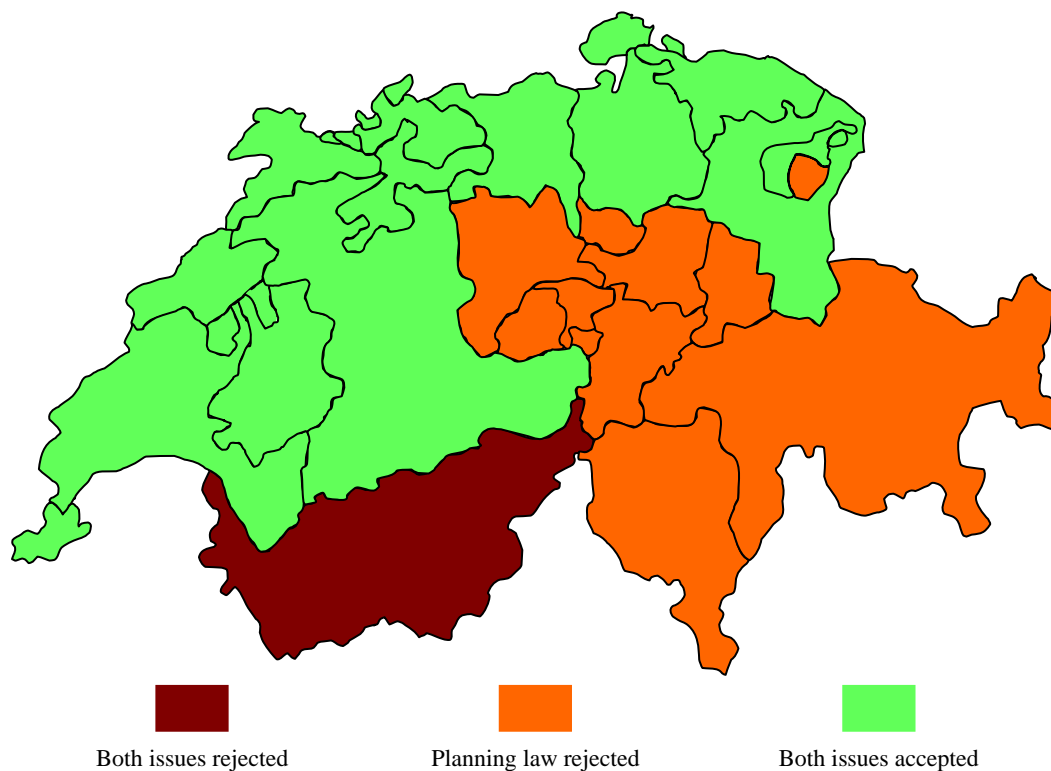 Both issues rejected
Planning law rejected
Both issues accepted